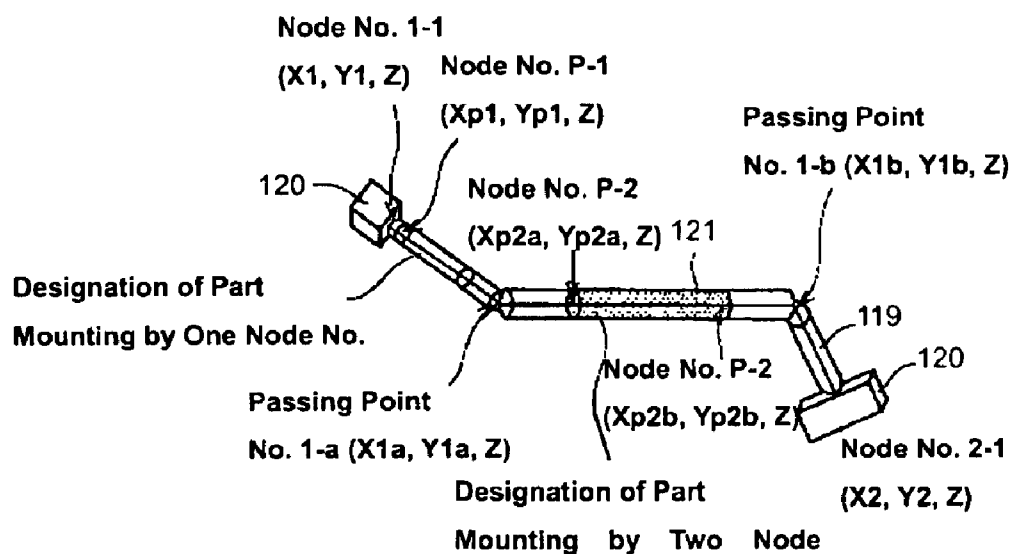 Node No. 1-1
(X1, Y1, Z)
Node No. P-1
(Xp1, Yp1, Z)
Passing Point
No. 1-b (X1b, Y1b, Z)
120
Node No. P-2
(Xp2a, Yp2a, Z)
121
Designation of Part
Mounting by One Node No.
119
120
Node No. P-2
(Xp2b, Yp2b, Z)
Passing Point
No. 1-a (X1a, Y1a, Z)
Node No. 2-1
(X2, Y2, Z)
Designation of Part
Mounting by Two Node